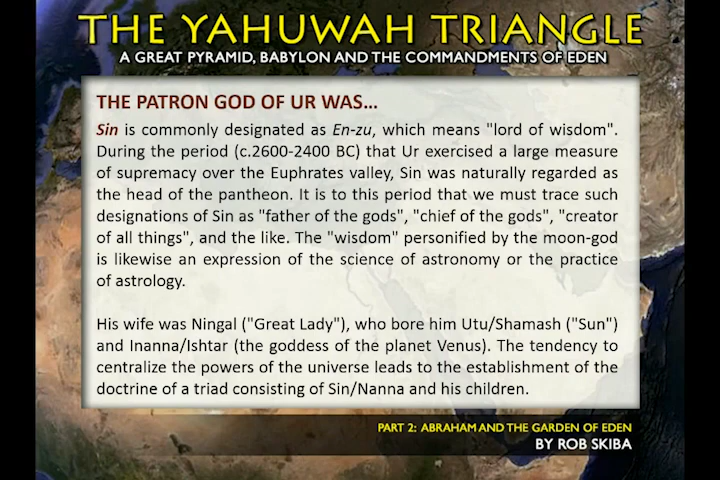 THE YAHUWAH TRIANGLE
A GREAT PYRAMID, BABYLON AND THE COMMANDMENTS OF EDEN
THE PATRON GOD OF UR WAS...
Sin is commonly designated as En-zu, which means "lord of wisdom".
During the period (c.2600-2400 BC) that Ur exercised a large measure
of supremacy over the Euphrates valley, Sin was naturally regarded as
the head of the pantheon. It is to this period that we must trace such
designations of Sin as "father of the gods", "chief of the gods", "creator
of all things", and the like. The "wisdom" personified by the moon-god
is likewise an expression of the science of astronomy or the practice
of astrology.
His wife was Ningal ("Great Lady"), who bore him Utu/Shamash ("Sun")
and Inanna/Ishtar (the goddess of the planet Venus). The tendency to
centralize the powers of the universe leads to the establishment of the
doctrine of a triad consisting of Sin/Nanna and his children.
PART 2: ABRAHAM AND THE GARDEN OF EDEN
BY ROB SKIBA